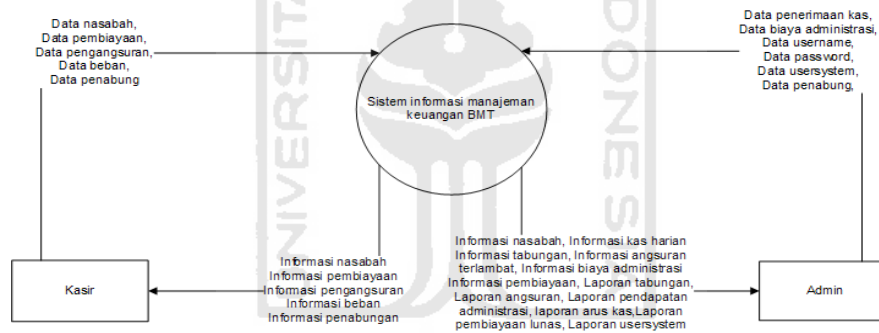 Data nasabah,
Data pembiayaan,
Data pengangsuran,
Data beban,
Data penabung
Data penerimaan kas,
Data biaya administrasi,
Data username,
Data password,
Data usersystem,
Data penabung,
Sistem informasi manajeman
keuangan BMT
UNIVERSITA
DONE
Kasir
Informasi nasabah
Informasi pembiayaan
Informasi pengangsuran
Informasi beban
Informasi penabungan
Informasi nasabah, Informasi kas harian
Informasi tabungan, Informasi angsuran
terlambat, Informasi biaya administrasi
Informasi pembiayaan, Laporan tabungan,
Laporan angsuran, Laporan pendapatan
administrasi, laporan arus kas,Laporan
pembiayaan lunas, Laporan usersystem
Admin